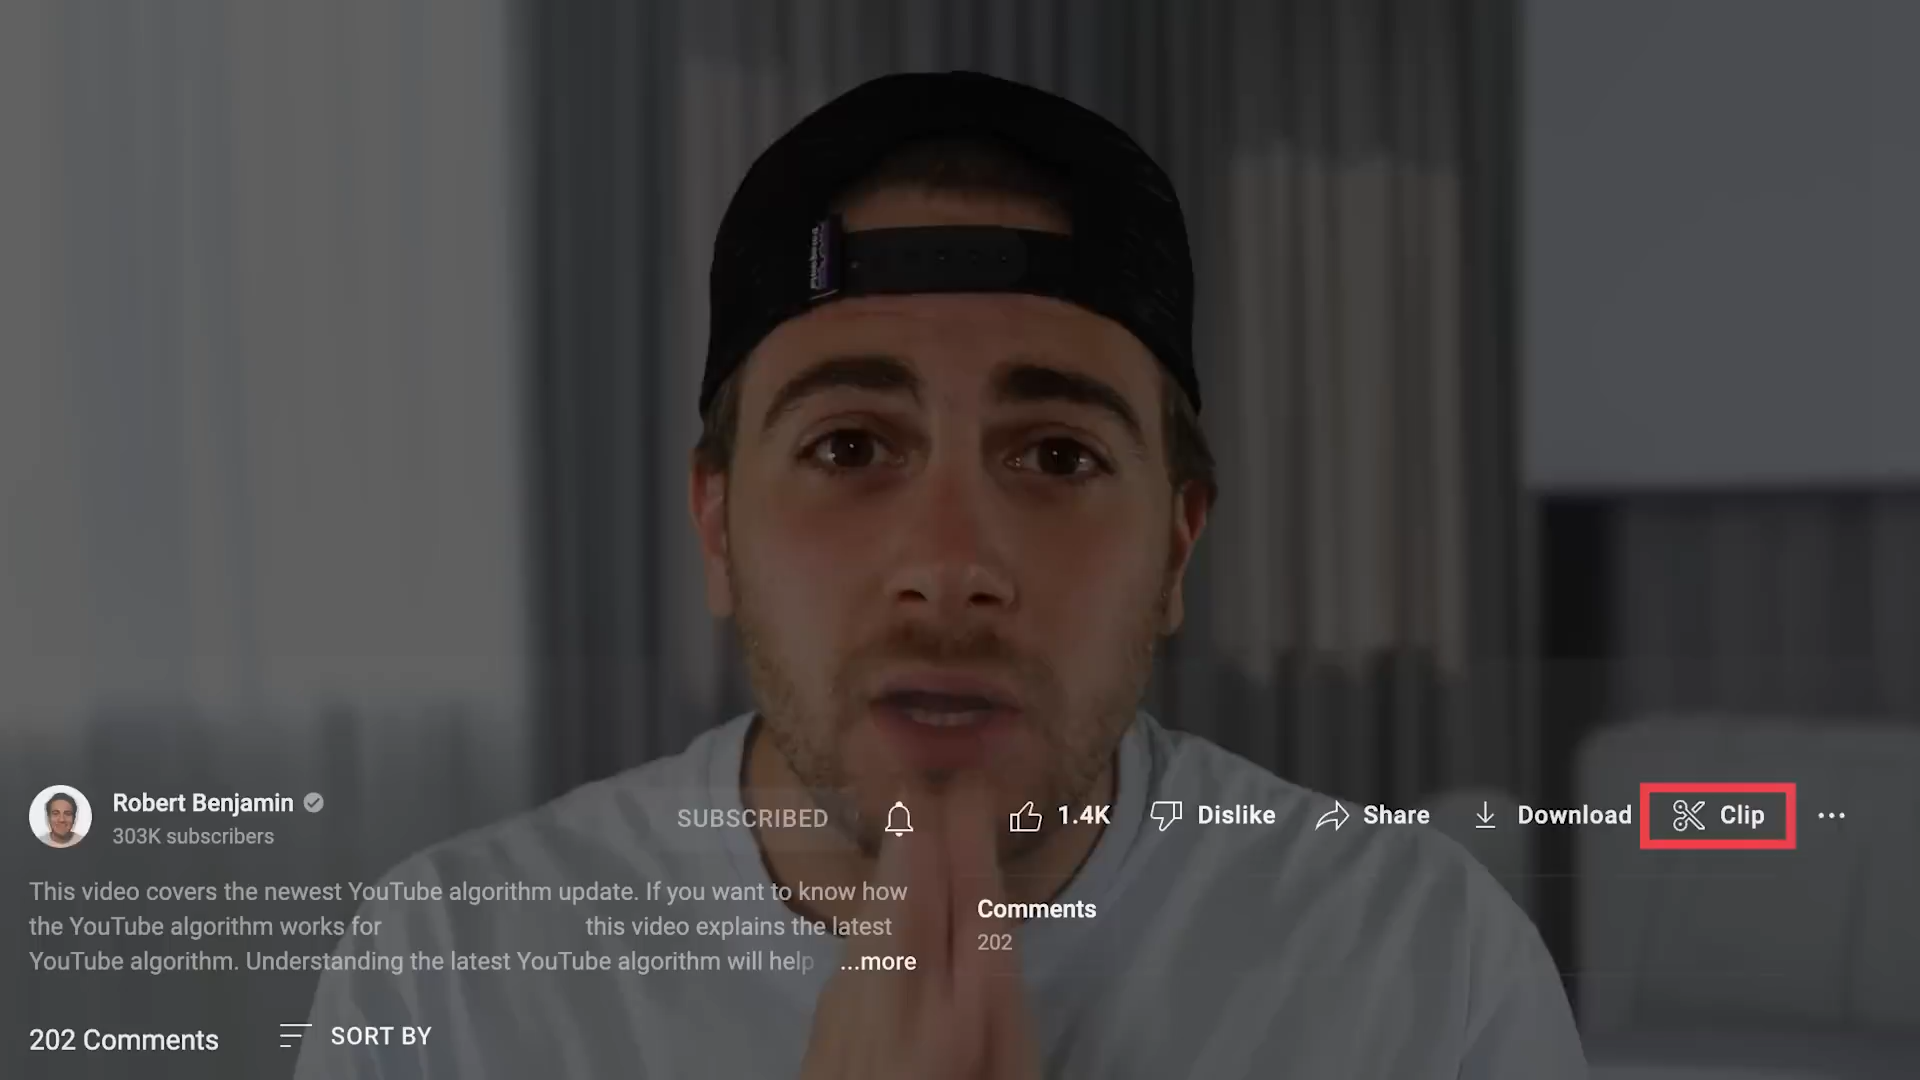 Robert Benjamin
303K subscribers
SUBSCRIBED
1.4K
Dislike
Share
Download
Clip
...
This video covers the newest YouTube algorithm update. If you want to know how
the YouTube algorithm works for this video explains the latest
YouTube algorithm. Understanding the latest YouTube algorithm will help ...more
Comments
202
202 Comments
SORT BY